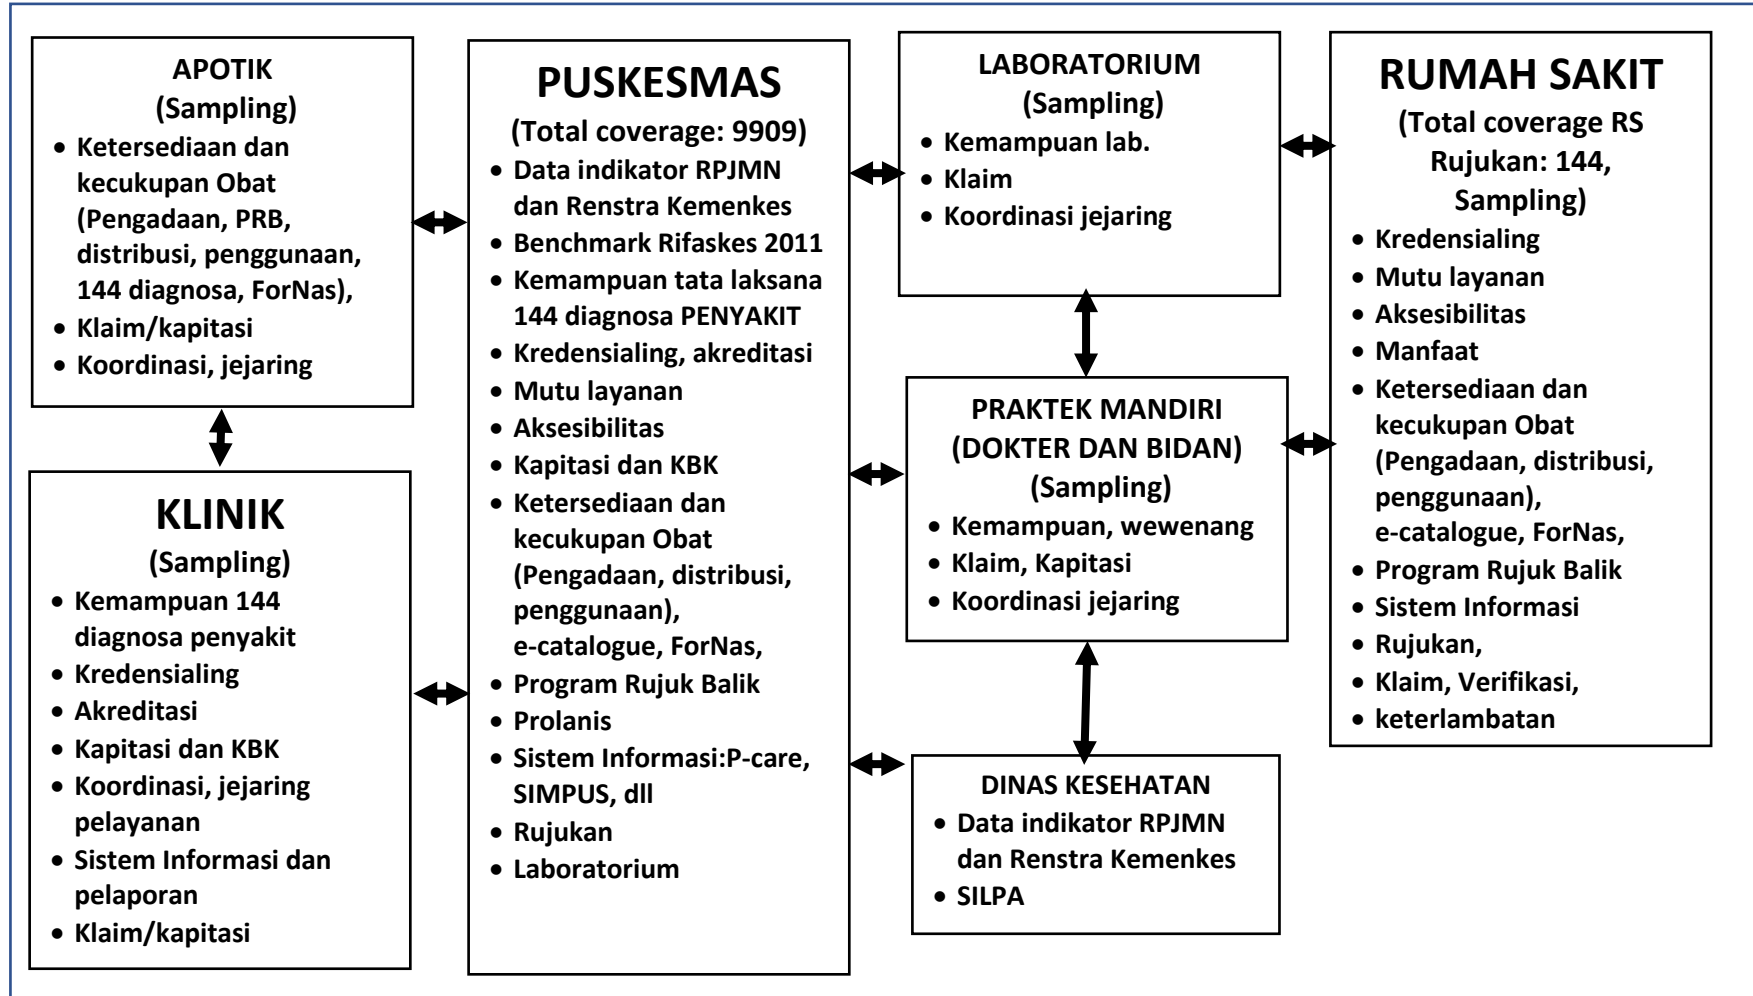 APOTIK
(Sampling)
• Ketersediaan dan
kecukupan Obat
(Pengadaan, PRB,
distribusi, penggunaan,
144 diagnosa, ForNas),
• Klaim/kapitasi
• Koordinasi, jejaring
KLINIK
(Sampling)
• Kemampuan 144
diagnosa penyakit
• Kredensialing
• Akreditasi
• Kapitasi dan KBK
• Koordinasi, jejaring
pelayanan
• Sistem Informasi dan
pelaporan
• Klaim/kapitasi
PUSKESMAS
(Total coverage: 9909)
• Data indikator RPJMN
dan Renstra Kemenkes
• Benchmark Rifaskes 2011
• Kemampuan tata laksana
144 diagnosa PENYAKIT
• Kredensialing, akreditasi
• Mutu layanan
• Aksesibilitas
• Kapitasi dan KBK
• Ketersediaan dan
kecukupan Obat
(Pengadaan, distribusi,
penggunaan),
e-catalogue, ForNas,
• Program Rujuk Balik
• Prolanis
• Sistem Informasi:P-care,
SIMPUS, dll
• Rujukan
• Laboratorium
LABORATORIUM
(Sampling)
• Kemampuan lab.
• Klaim
• Koordinasi jejaring
PRAKTEK MANDIRI
(DOKTER DAN BIDAN)
(Sampling)
• Kemampuan, wewenang
• Klaim, Kapitasi
• Koordinasi jejaring
DINAS KESEHATAN
• Data indikator RPJMN
dan Renstra Kemenkes
• SILPA
RUMAH SAKIT
(Total coverage RS
Rujukan: 144,
Sampling)
• Kredensialing
• Mutu layanan
• Aksesibilitas
• Manfaat
• Ketersediaan dan
kecukupan Obat
(Pengadaan, distribusi,
penggunaan),
e-catalogue, ForNas,
• Program Rujuk Balik
• Sistem Informasi
• Rujukan,
• Klaim, Verifikasi,
• keterlambatan